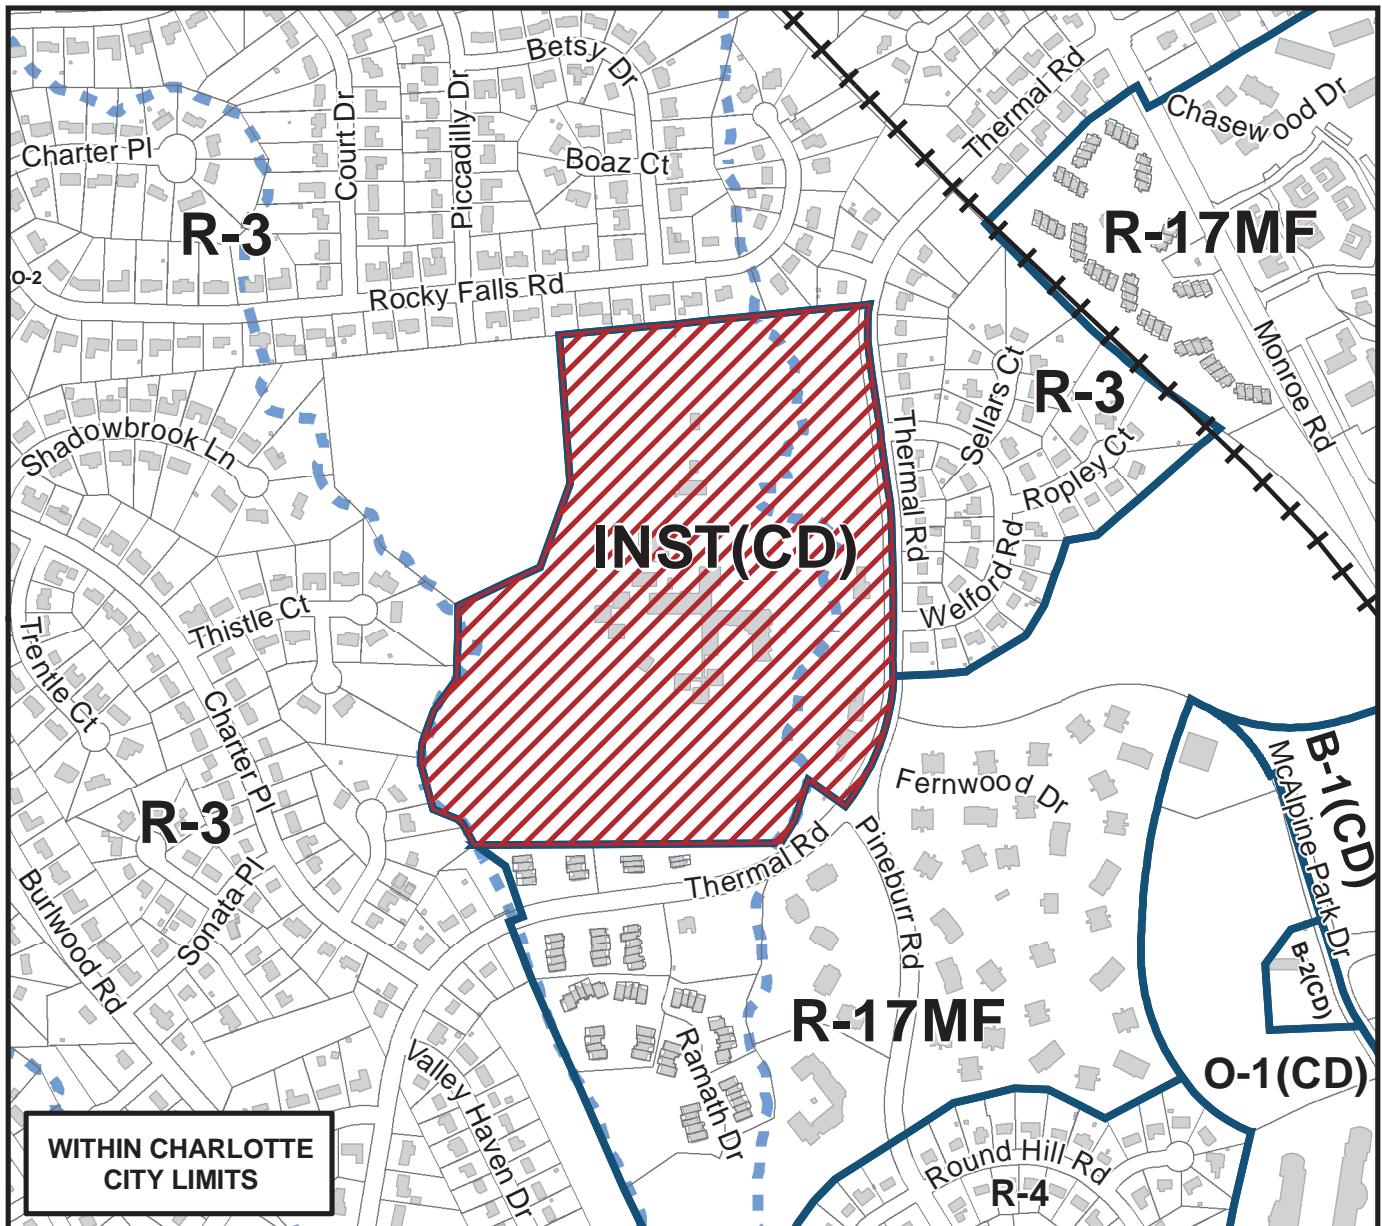 Betsy Dr
Thermal Rd
Chasewood Dr
Charter Pl
Court Dr
Piccadilly Dr
Boaz Ct
R-3
R-17MF
O-2
Rocky Falls Rd
Monroe Rd
Sellars Ct
R-3
Shadowbrook Ln
Thermal Rd
Ropley Ct
INST(CD)
Welford Rd
Thistle Ct
Trentle Ct
Charter Pl
B-1(CD)
McAlpine Park Dr
Fernwood Dr
R-3
Thermal Rd
Pineburr Rd
Burlwood Rd
Sonata Pl
B-2(CD)
R-17MF
Valley Haven Dr
Ramath Dr
O-1(CD)
WITHIN CHARLOTTE
CITY LIMITS
Round Hill Rd
R-4